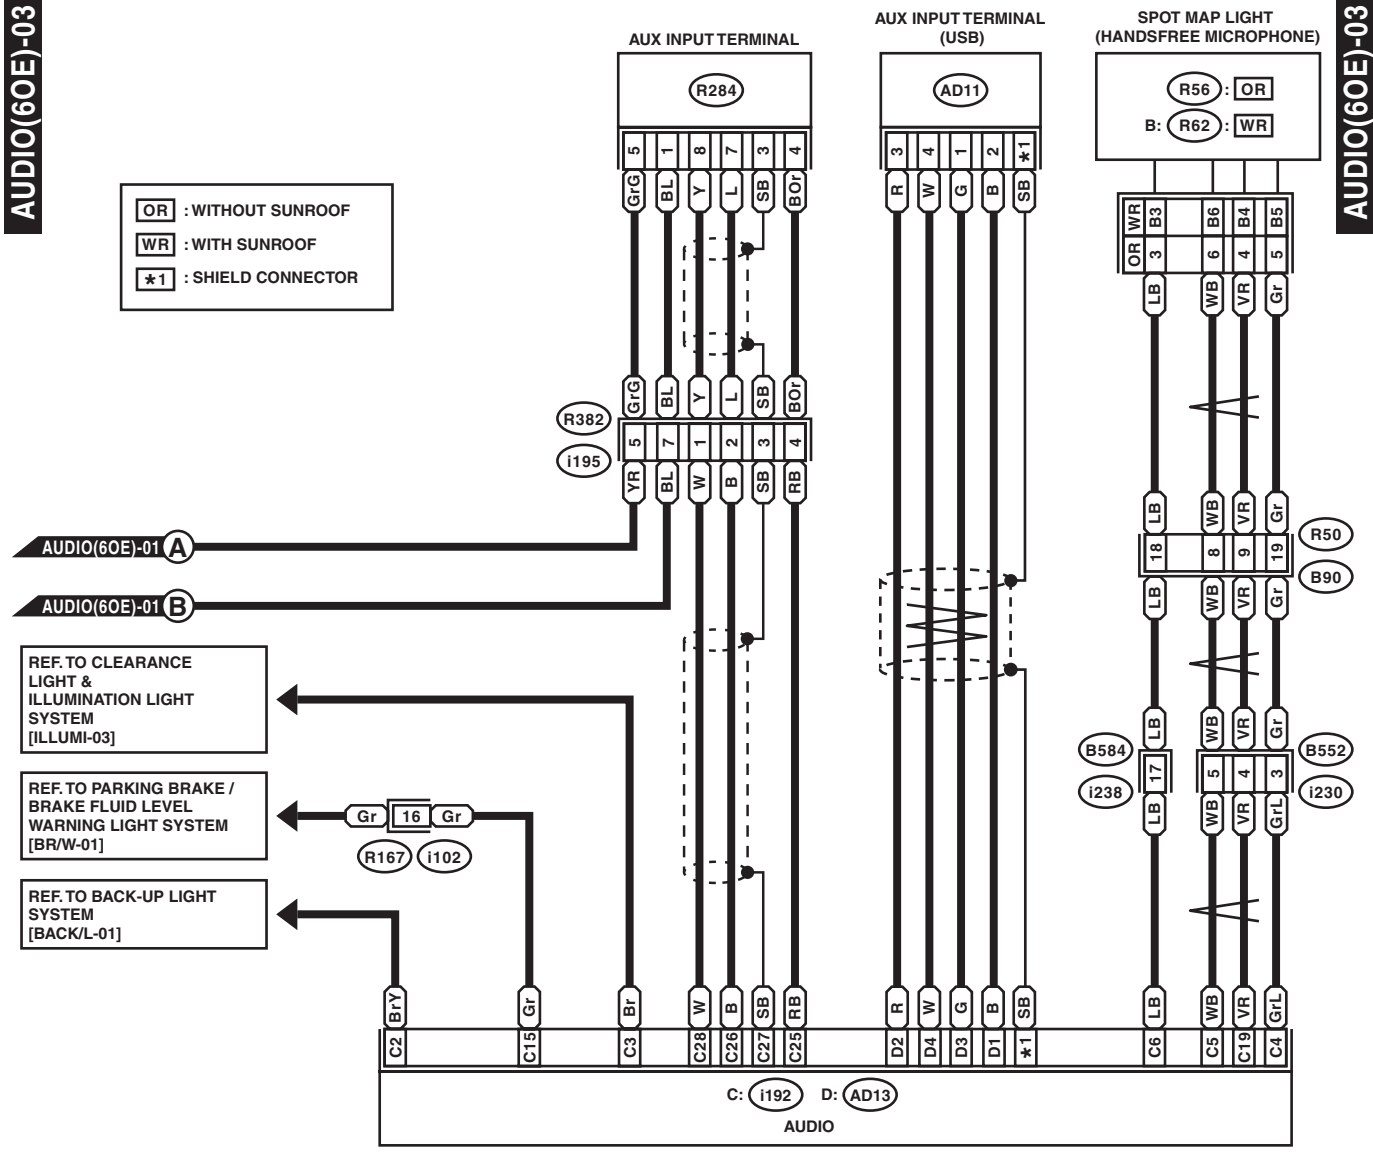 AUDIO(6OE)-03
AUDIO(6OE)-03
AUX INPUT TERMINAL
AUX INPUT TERMINAL
(USB)
SPOT MAP LIGHT
(HANDSFREE MICROPHONE)
R284
AD11
R56 : OR
B: R62 : WR
OR : WITHOUT SUNROOF
WR : WITH SUNROOF
*1 : SHIELD CONNECTOR
5 1 8 7 3 4
3 4 1 2 *1
GrG BL Y L SB BOr
R W G B SB
WR B3 B6 B4 B5
OR 3 6 4 5
LB WB VR Gr
GrG BL Y L SB BOr
R382
5 7 1 2 3 4
i195
YR BL W B SB RB
LB WB VR Gr
18 8 9 19
R50
B90
LB WB VR Gr
AUDIO(6OE)-01 A
AUDIO(6OE)-01 B
REF. TO CLEARANCE
LIGHT &
ILLUMINATION LIGHT
SYSTEM
[ILLUMI-03]
LB WB VR Gr
B584
17
i238
5 4 3
B552
i230
LB WB VR GrL
REF. TO PARKING BRAKE /
BRAKE FLUID LEVEL
WARNING LIGHT SYSTEM
[BR/W-01]
Gr 16 Gr
R167 i102
REF. TO BACK-UP LIGHT
SYSTEM
[BACK/L-01]
BrY Gr Br W B SB RB R W G B SB LB WB VR GrL
C2 C15 C3 C28 C26 C27 C25 D2 D4 D3 D1 *1 C6 C5 C19 C4
C: i192 D: AD13
AUDIO